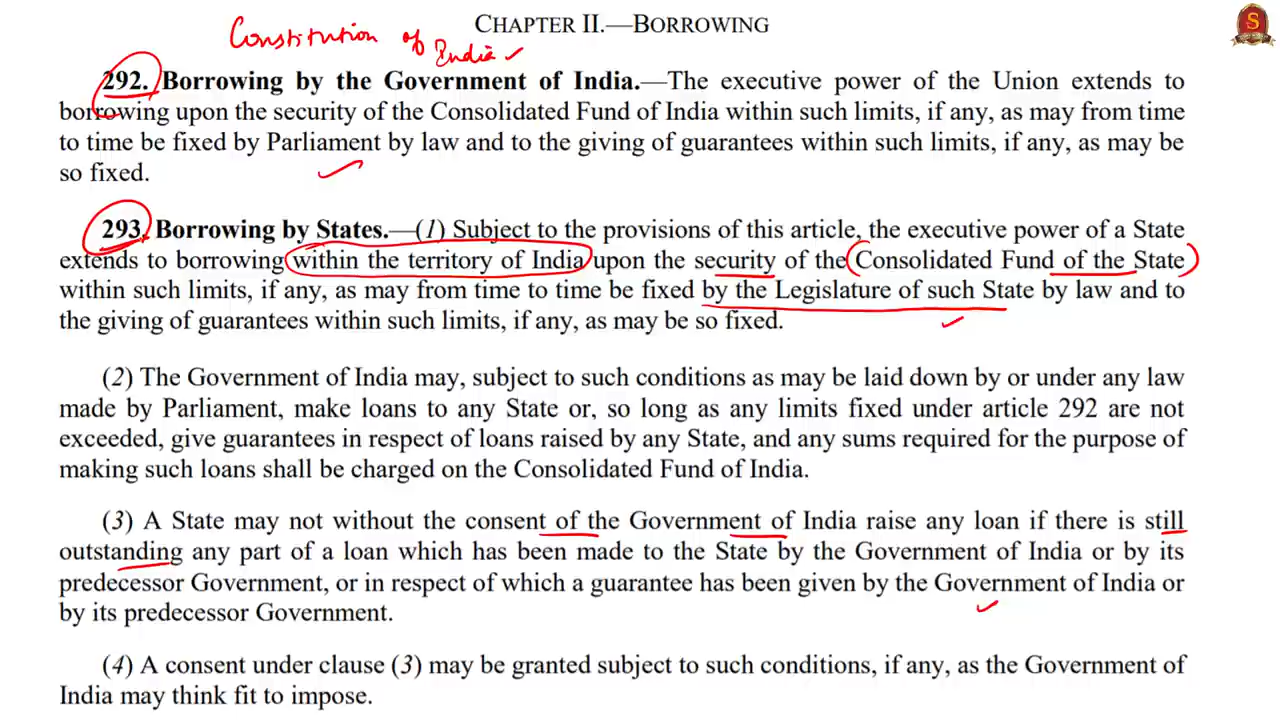 CHAPTER II.—BORROWING
Constitution of
India
292. Borrowing by the Government of India.—The executive power of the Union extends to
borrowing upon the security of the Consolidated Fund of India within such limits, if any, as may from time
to time be fixed by Parliament by law and to the giving of guarantees within such limits, if any, as may be
so fixed.
293. Borrowing by States.—(1) Subject to the provisions of this article, the executive power of a State
extends to borrowing within the territory of India upon the security of the Consolidated Fund of the State
within such limits, if any, as may from time to time be fixed by the Legislature of such State by law and to
the giving of guarantees within such limits, if any, as may be so fixed.
(2) The Government of India may, subject to such conditions as may be laid down by or under any law
made by Parliament, make loans to any State or, so long as any limits fixed under article 292 are not
exceeded, give guarantees in respect of loans raised by any State, and any sums required for the purpose of
making such loans shall be charged on the Consolidated Fund of India.
(3) A State may not without the consent of the Government of India raise any loan if there is still
outstanding any part of a loan which has been made to the State by the Government of India or by its
predecessor Government, or in respect of which a guarantee has been given by the Government of India or
by its predecessor Government.
(4) A consent under clause (3) may be granted subject to such conditions, if any, as the Government of
India may think fit to impose.